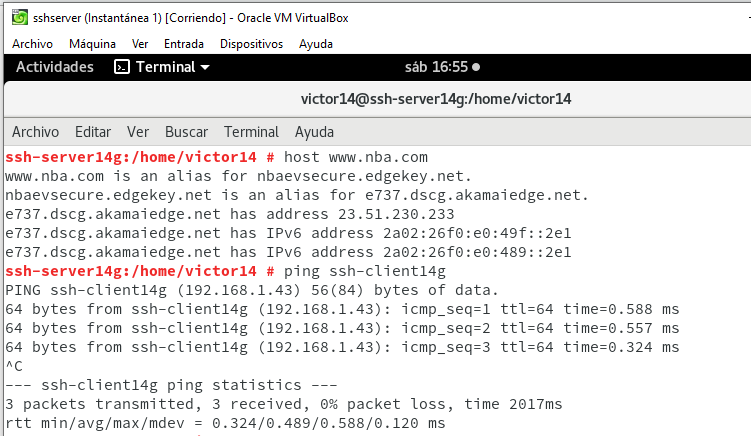 sshserver (Instantánea 1) [Corriendo] - Oracle VM VirtualBox
Archivo Máquina Ver Entrada Dispositivos Ayuda
Actividades Terminal sáb 16:55
victor14@ssh-server14g:/home/victor14
Archivo Editar Ver Buscar Terminal Ayuda
ssh-server14g:/home/victor14 # host www.nba.com
www.nba.com is an alias for nbaevsecure.edgekey.net.
nbaevsecure.edgekey.net is an alias for e737.dscg.akamaiedge.net.
e737.dscg.akamaiedge.net has address 23.51.230.233
e737.dscg.akamaiedge.net has IPv6 address 2a02:26f0:e0:49f::2e1
e737.dscg.akamaiedge.net has IPv6 address 2a02:26f0:e0:489::2e1
ssh-server14g:/home/victor14 # ping ssh-client14g
PING ssh-client14g (192.168.1.43) 56(84) bytes of data.
64 bytes from ssh-client14g (192.168.1.43): icmp_seq=1 ttl=64 time=0.588 ms
64 bytes from ssh-client14g (192.168.1.43): icmp_seq=2 ttl=64 time=0.557 ms
64 bytes from ssh-client14g (192.168.1.43): icmp_seq=3 ttl=64 time=0.324 ms
^C
--- ssh-client14g ping statistics ---
3 packets transmitted, 3 received, 0% packet loss, time 2017ms
rtt min/avg/max/mdev = 0.324/0.489/0.588/0.120 ms